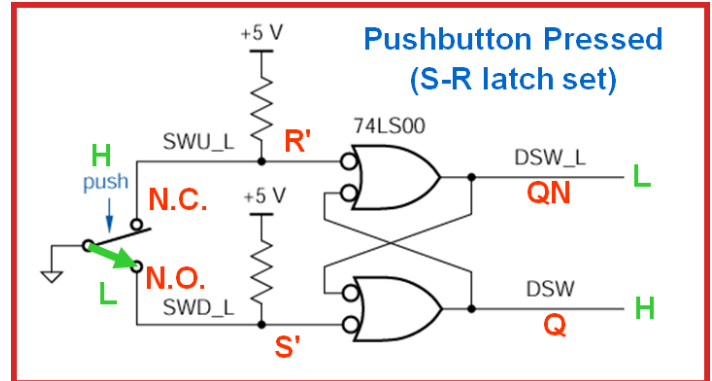 +5 V
Pushbutton Pressed
(S-R latch set)
74LS00
SWU_L
R'
H
push
N.C.
+5 V
DSW_L
QN
L
N.O.
L
SWD_L
S'
DSW
Q
H